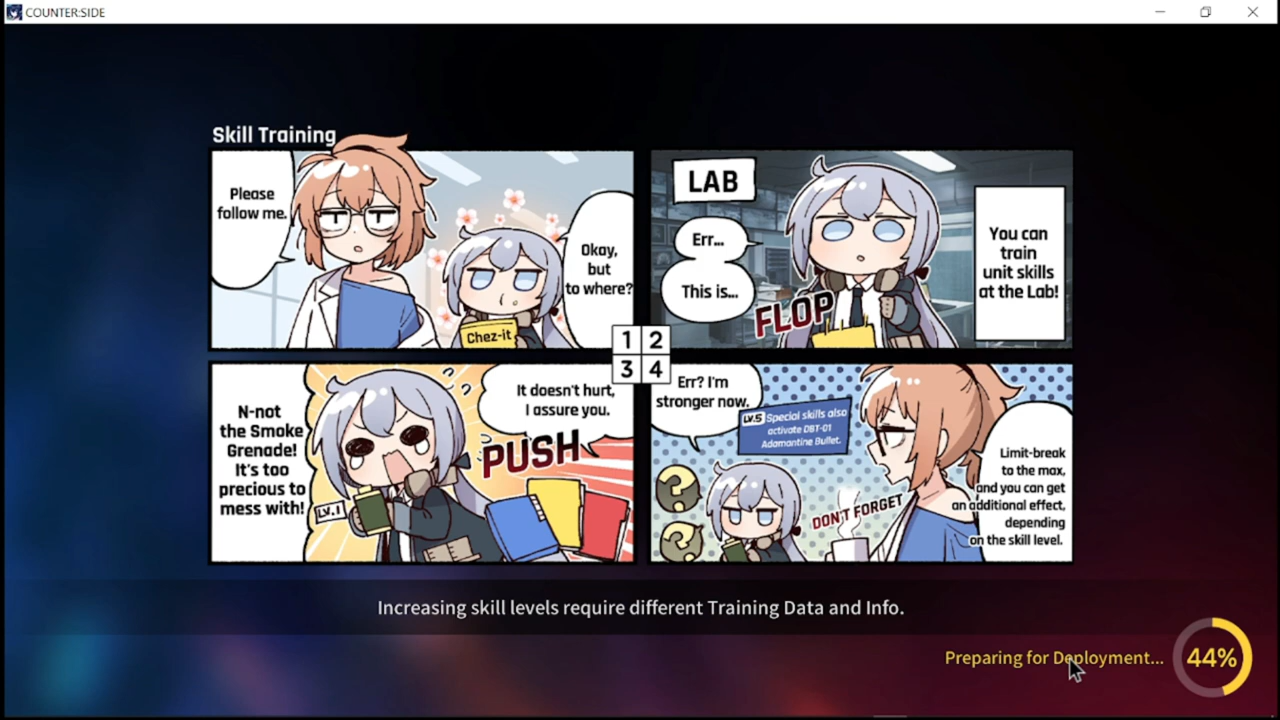 COUNTER:SIDE
Skill Training
Please
follow me.
Okay,
but
to where?
Chez-it
LAB
Err...
This is...
FLOP
You can
train
unit skills
at the Lab!
1 2
3 4
N-not
the Smoke
Grenade!
It's too
precious to
mess with!
LV.1
It doesn't hurt,
I assure you.
PUSH
Err? I'm
stronger now.
LV.5 Special skills also
activate DBT-01
Adamantine Bullet.
?
?
DON'T FORGET
Limit-break
to the max,
and you can get
an additional effect,
depending
on the skill level.
Increasing skill levels require different Training Data and Info.
Preparing for Deployment...
44%